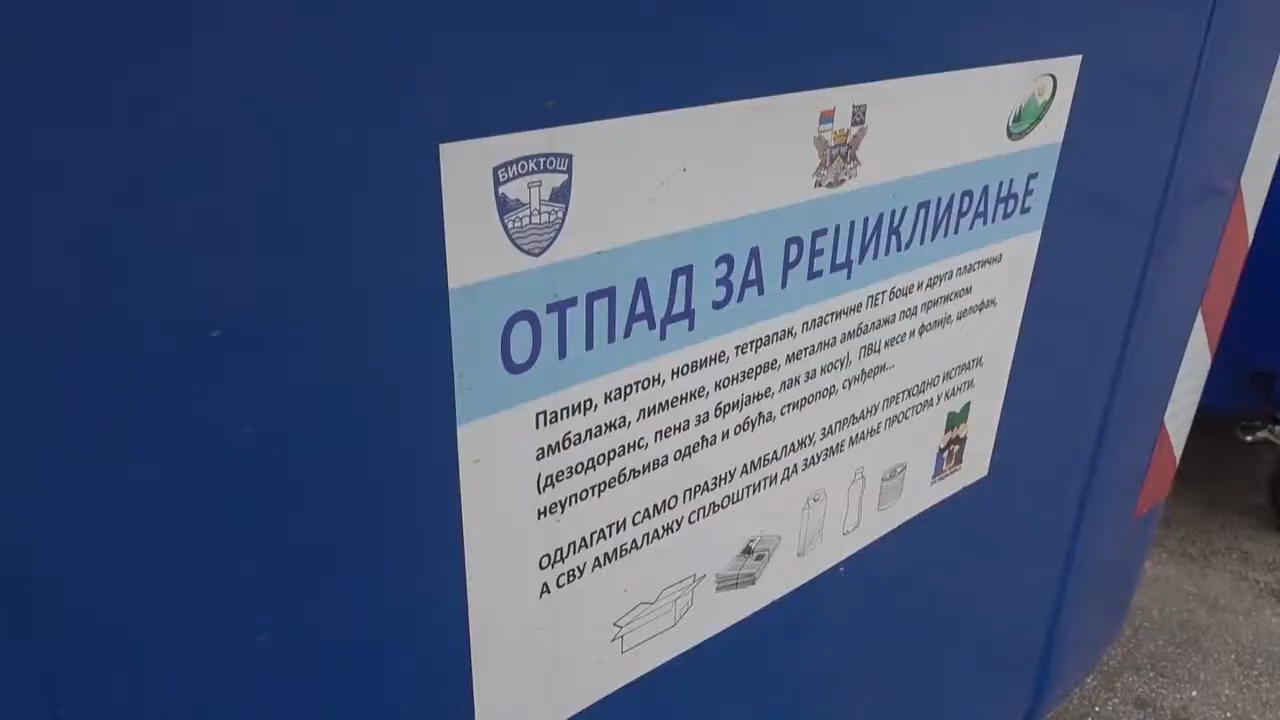 БИОКТОШ
ОТПАД ЗА РЕЦИКЛИРАЊЕ
Папир, картон, новине, тетрапак, пластичне ПЕТ боце и друга пластична
амбалажа, лименке, конзерве, метална амбалажа под притиском
(дезодоранс, пена за бријање, лак за косу), ПВЦ кесе и фолије, целофан,
неупотребљива одећа и обућа, стиропор, сунђери...
ОДЛАГАТИ САМО ПРАЗНУ АМБАЛАЖУ, ЗАПРЉАНУ ПРЕТХОДНО ИСПРАТИ,
А СВУ АМБАЛАЖУ СПЉОШТИТИ ДА ЗАУЗМЕ МАЊЕ ПРОСТОРА У КАНТИ.